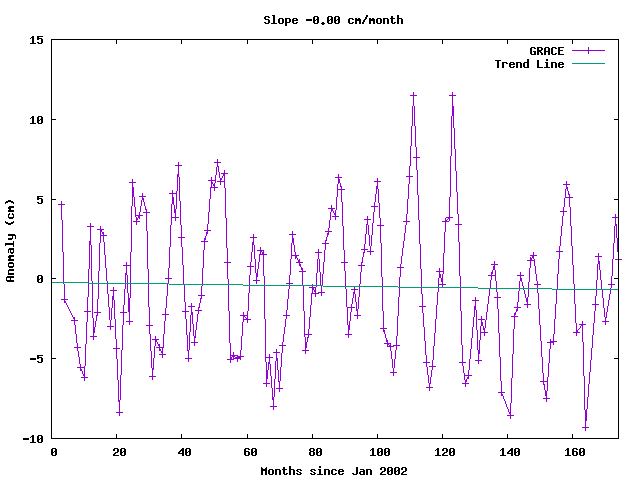 Slope -0.00 cm/month
15
10
5
0
-5
-10
Anomaly (cm)
GRACE
Trend Line
0 20 40 60 80 100 120 140 160
Months since Jan 2002